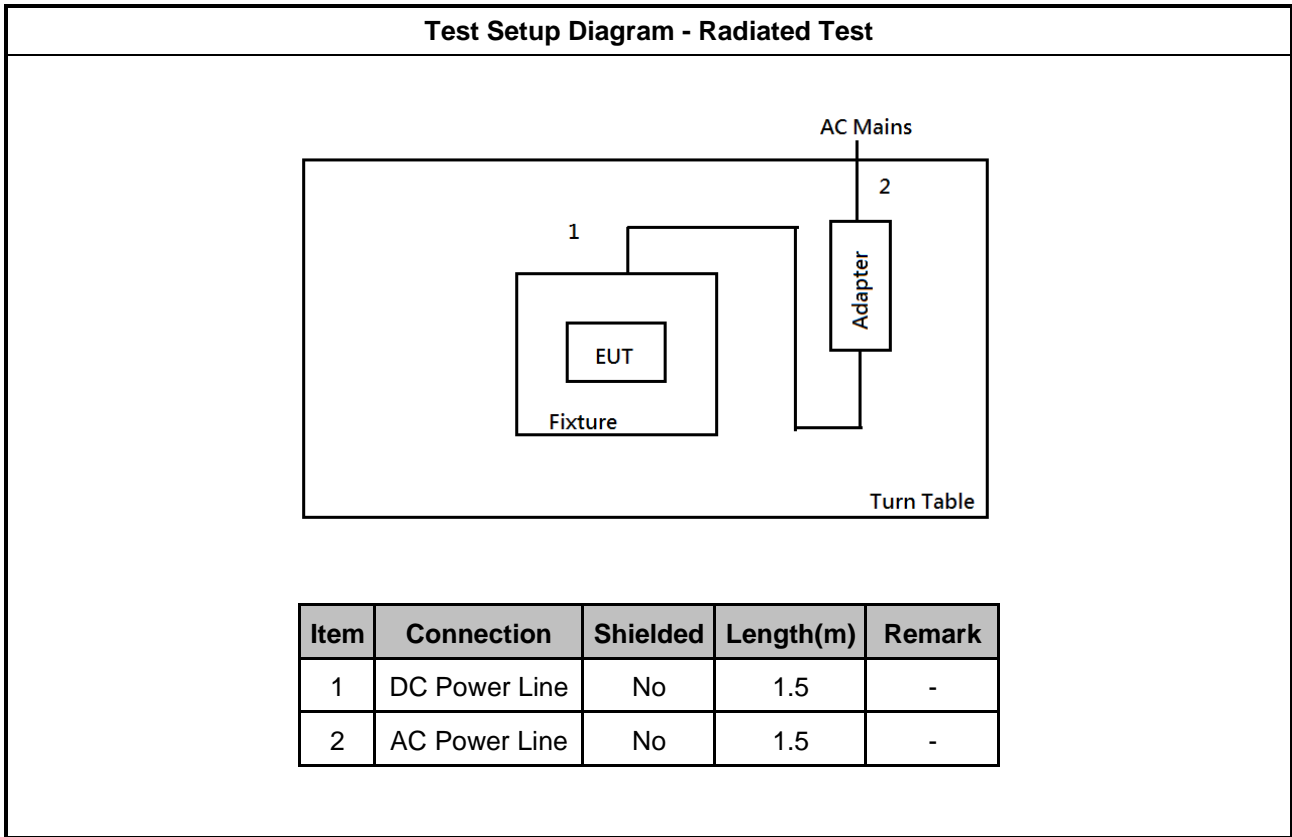 Test Setup Diagram - Radiated Test
AC Mains
2
1
Adapter
EUT
Fixture
Turn Table
Item Connection Shielded Length(m) Remark
1 DC Power Line No 1.5 -
2 AC Power Line No 1.5 -